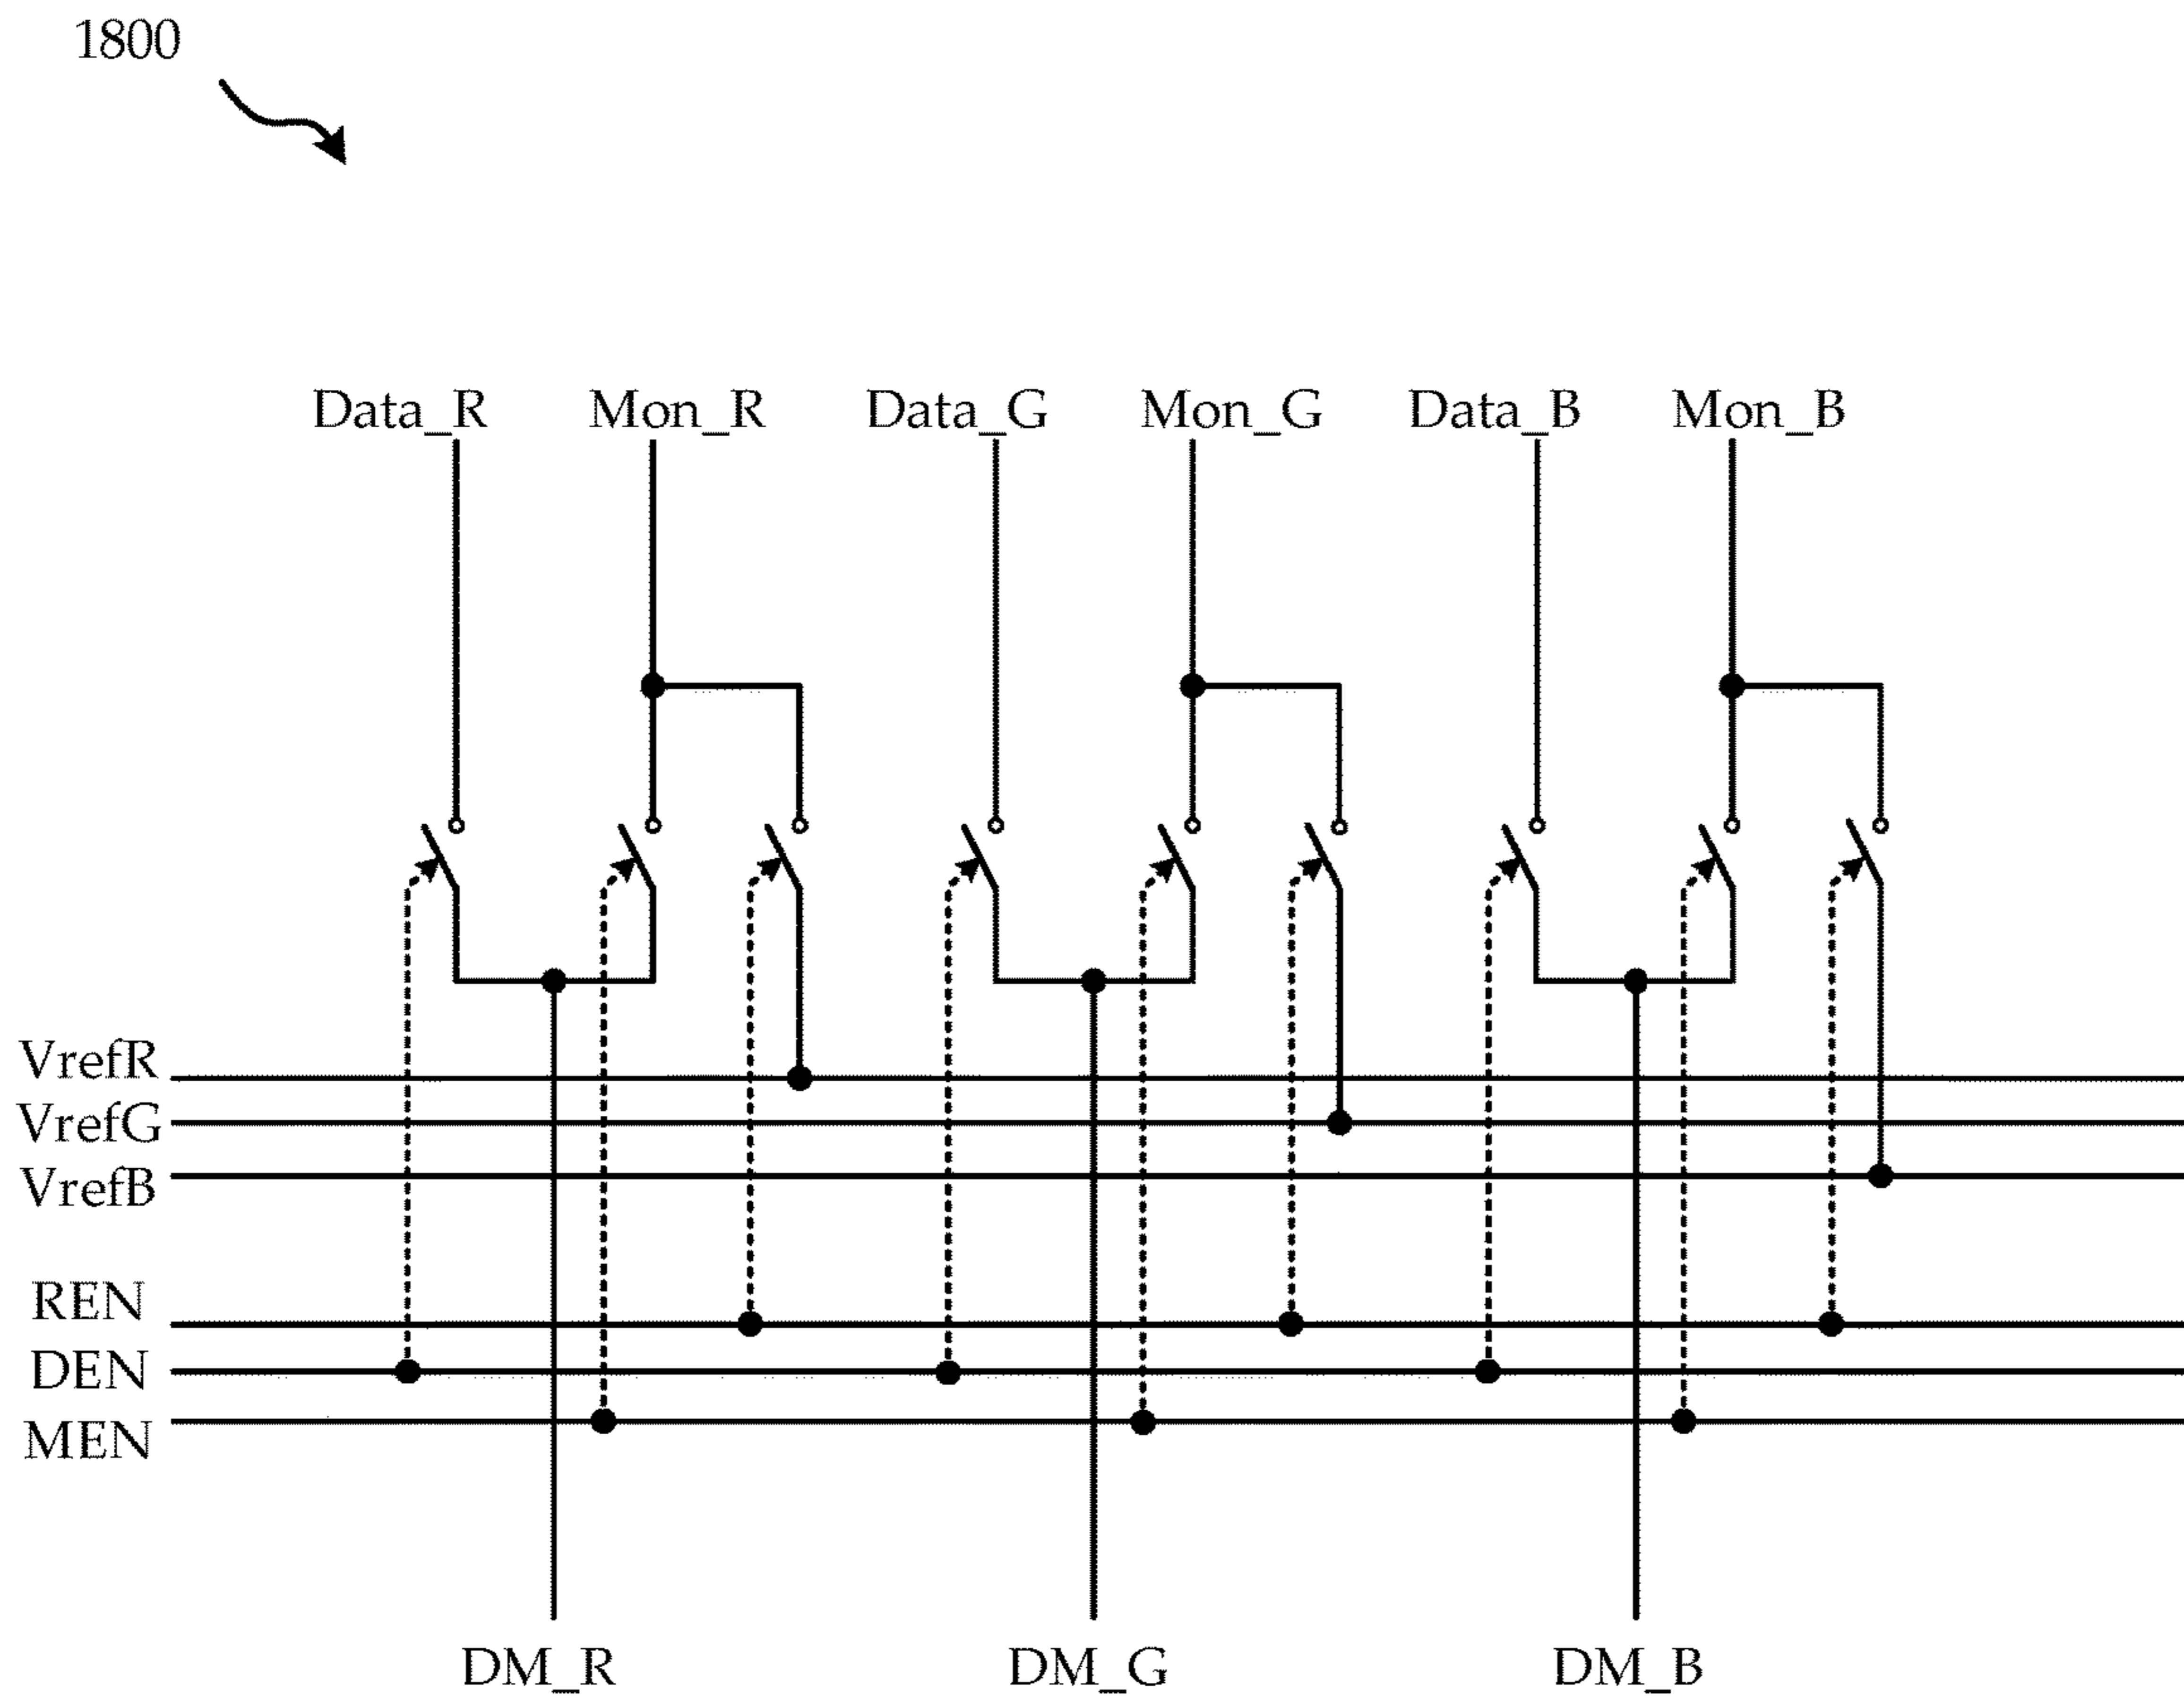 1800
Data_R Mon_R Data_G Mon_G Data_B Mon_B
VrefR
VrefG
VrefB
REN
DEN
MEN
DM_R DM_G DM_B